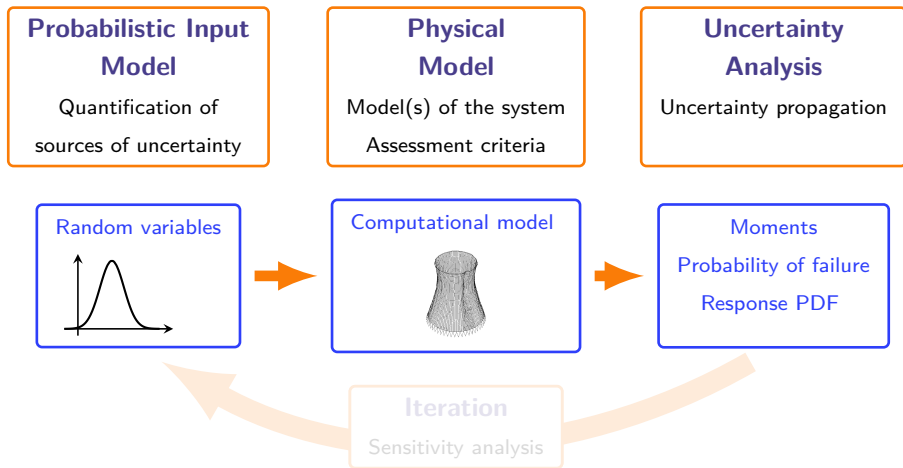 Probabilistic Input
Model
Quantification of
sources of uncertainty
Physical
Model
Model(s) of the system
Assessment criteria
Uncertainty
Analysis
Uncertainty propagation
Random variables
Computational model
Moments
Probability of failure
Response PDF
Iteration
Sensitivity analysis